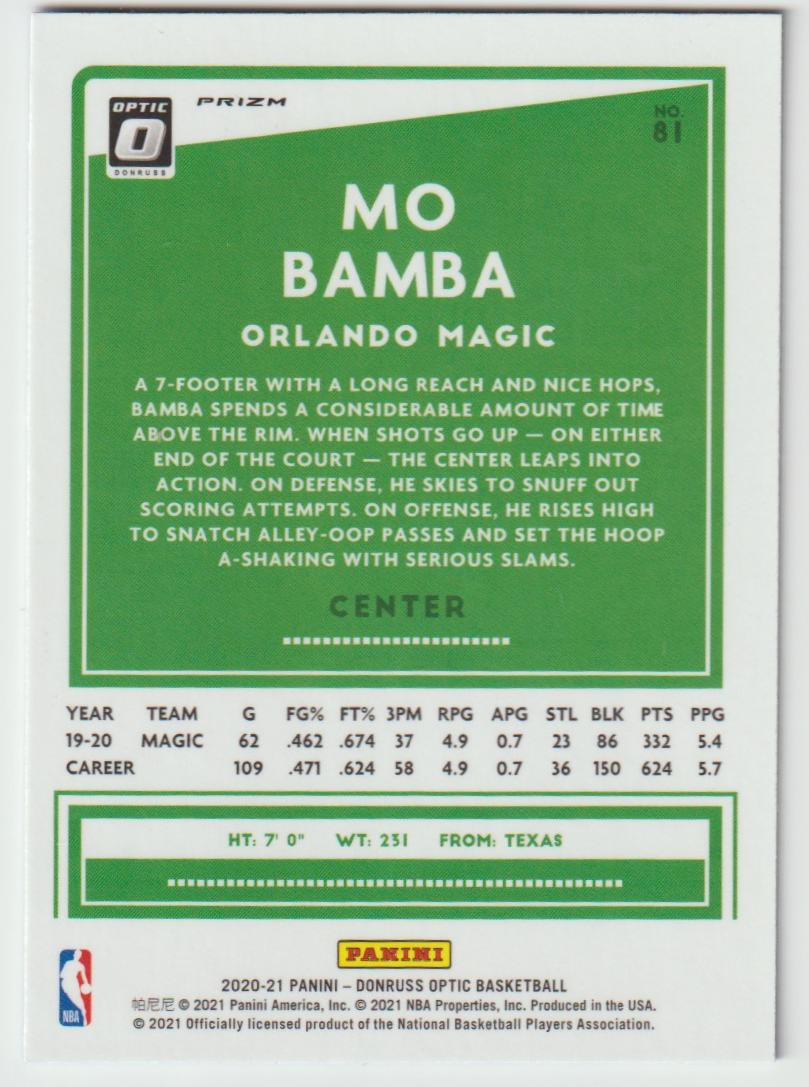 OPTIC
O
DONRUSS
PRIZM
NO.
81
MO
BAMBA
ORLANDO MAGIC
A 7-FOOTER WITH A LONG REACH AND NICE HOPS,
BAMBA SPENDS A CONSIDERABLE AMOUNT OF TIME
ABOVE THE RIM. WHEN SHOTS GO UP — ON EITHER
END OF THE COURT — THE CENTER LEAPS INTO
ACTION. ON DEFENSE, HE SKIES TO SNUFF OUT
SCORING ATTEMPTS. ON OFFENSE, HE RISES HIGH
TO SNATCH ALLEY-OOP PASSES AND SET THE HOOP
A-SHAKING WITH SERIOUS SLAMS.
CENTER
YEAR TEAM G FG% FT% 3PM RPG APG STL BLK PTS PPG
19-20 MAGIC 62 .462 .674 37 4.9 0.7 23 86 332 5.4
CAREER 109 .471 .624 58 4.9 0.7 36 150 624 5.7
HT: 7' 0" WT: 231 FROM: TEXAS
PANINI
NBA
2020-21 PANINI – DONRUSS OPTIC BASKETBALL
帕尼尼 © 2021 Panini America, Inc. © 2021 NBA Properties, Inc. Produced in the USA.
© 2021 Officially licensed product of the National Basketball Players Association.